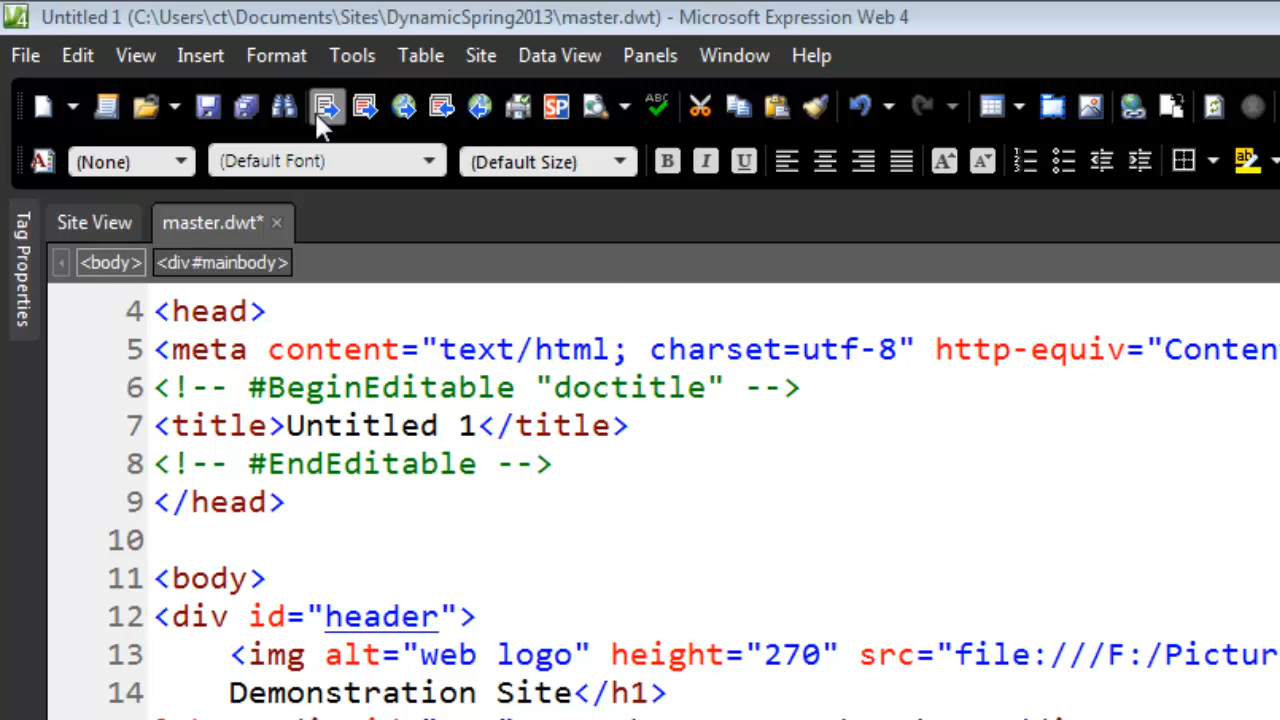 Untitled 1 (C:\Users\ct\Documents\Sites\DynamicSpring2013\master.dwt) - Microsoft Expression Web 4
File Edit View Insert Format Tools Table Site Data View Panels Window Help
SP ABC
A (None) (Default Font) (Default Size) B I U A A ab
Tag Properties
Site View master.dwt* ×
<body> <div#mainbody>
4 <head>
5 <meta content="text/html; charset=utf-8" http-equiv="Conten
6 <!-- #BeginEditable "doctitle" -->
7 <title>Untitled 1</title>
8 <!-- #EndEditable -->
9 </head>
10
11 <body>
12 <div id="header">
13 <img alt="web logo" height="270" src="file:///F:/Pictur
14 Demonstration Site</h1>